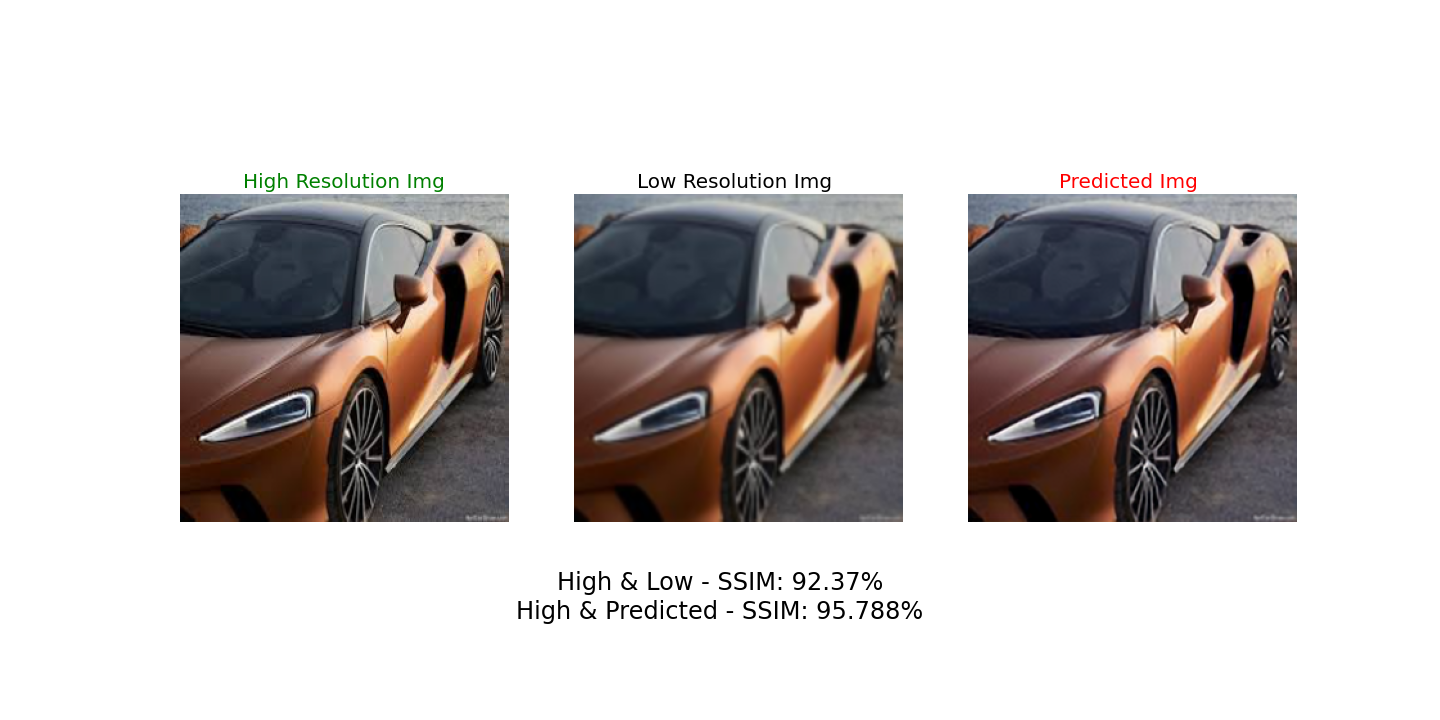 High Resolution Img
Low Resolution Img
Predicted Img
High & Low - SSIM: 92.37%
High & Predicted - SSIM: 95.788%